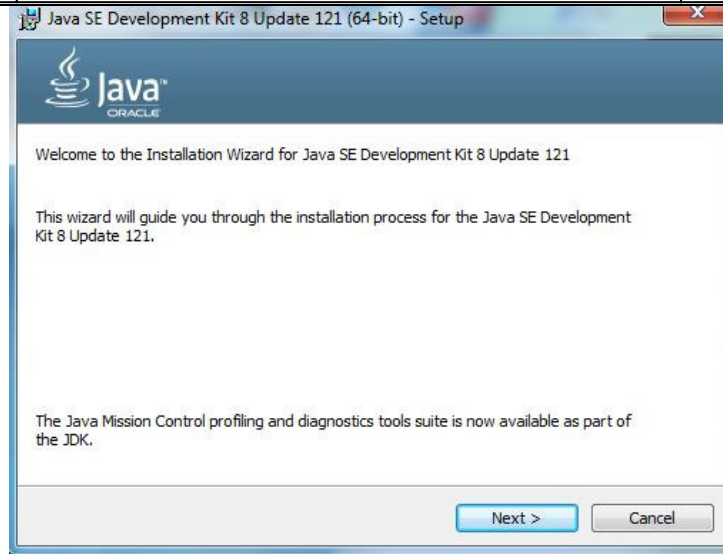 Java SE Development Kit 8 Update 121 (64-bit) - Setup
Java™
ORACLE
Welcome to the Installation Wizard for Java SE Development Kit 8 Update 121
This wizard will guide you through the installation process for the Java SE Development
Kit 8 Update 121.
The Java Mission Control profiling and diagnostics tools suite is now available as part of
the JDK.
Next > Cancel